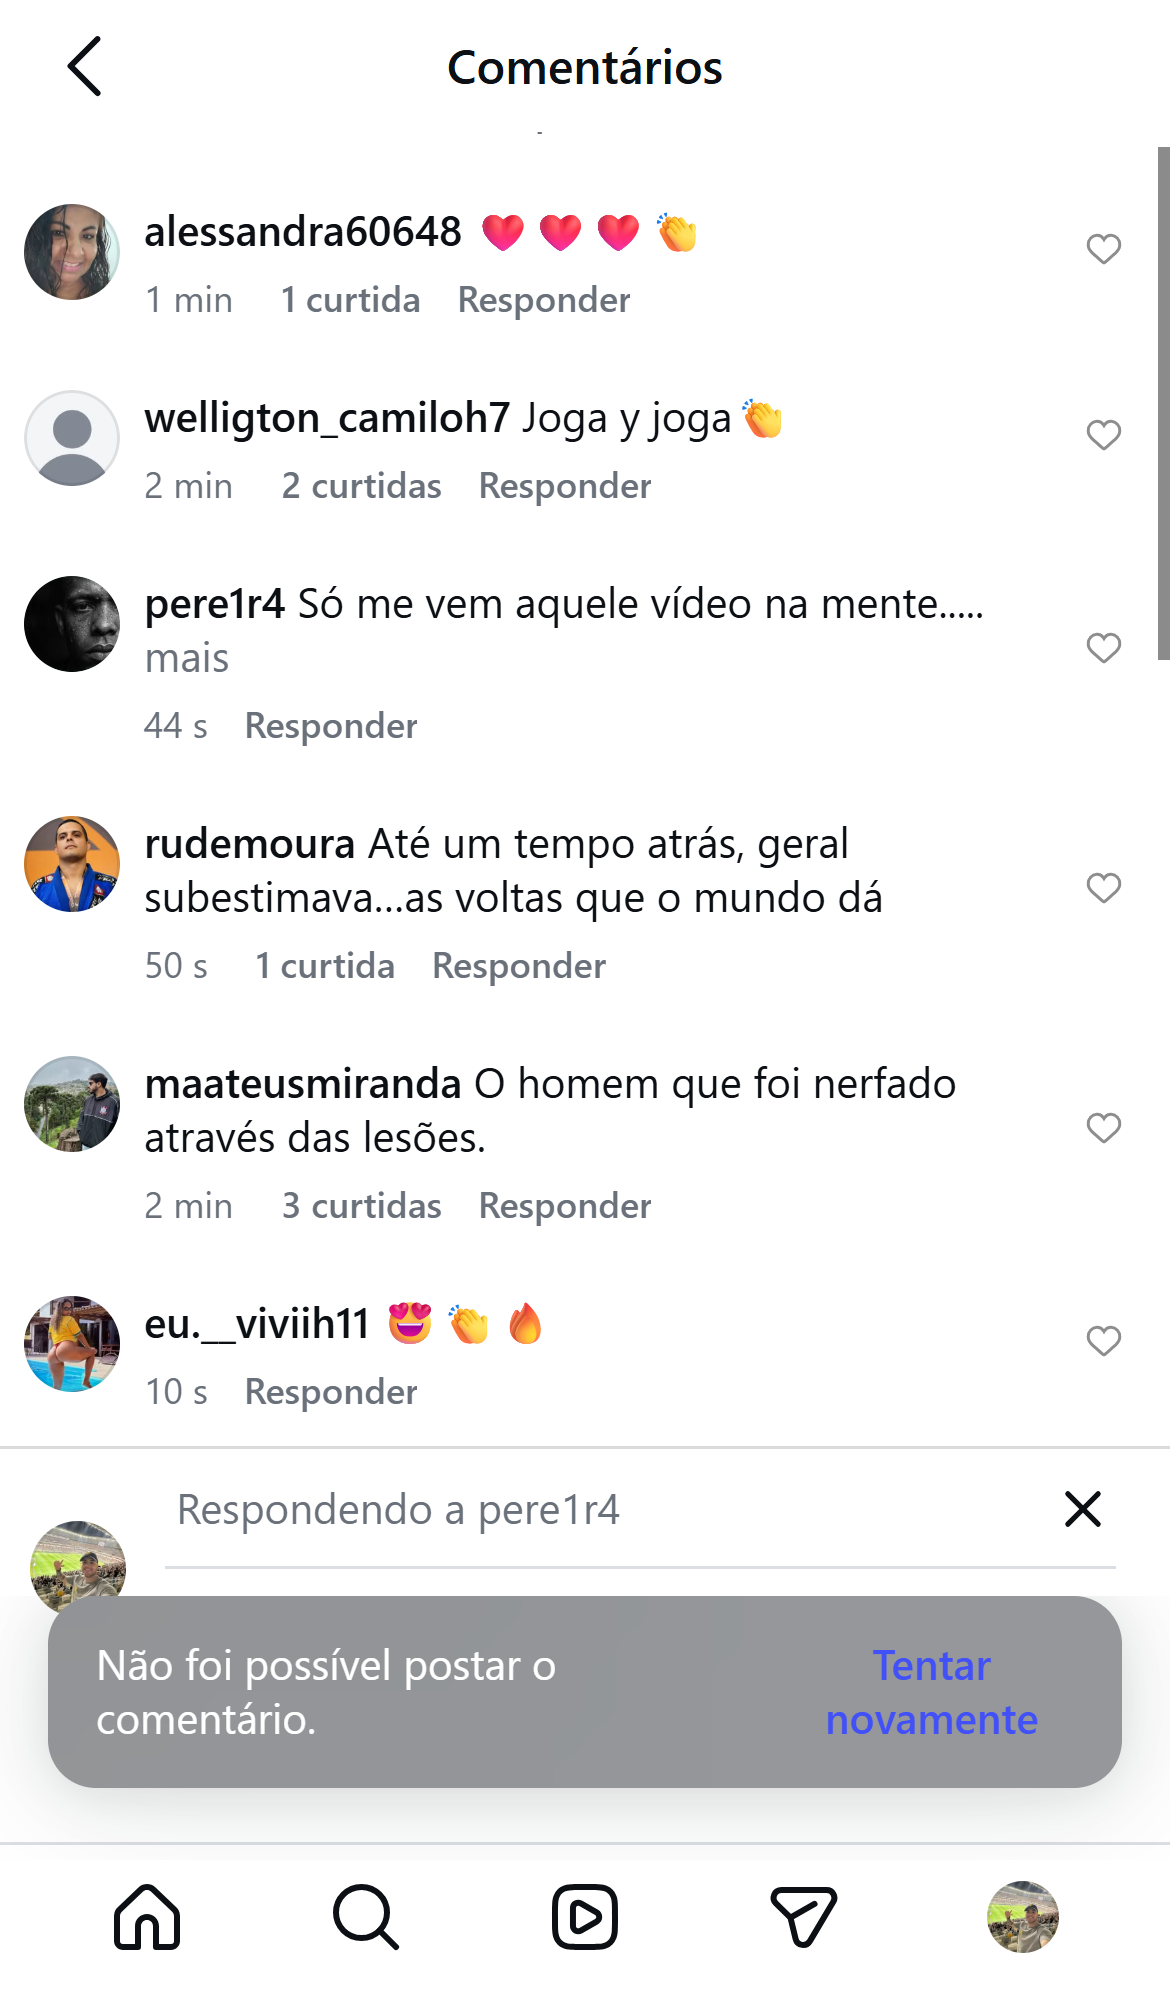 Comentários
alessandra60648 ❤️ ❤️ ❤️ 👏
1 min 1 curtida Responder
welligton_camiloh7 Joga y joga 👏
2 min 2 curtidas Responder
pere1r4 Só me vem aquele vídeo na mente.....
mais
44 s Responder
rudemoura Até um tempo atrás, geral
subestimava...as voltas que o mundo dá
50 s 1 curtida Responder
maateusmiranda O homem que foi nerfado
através das lesões.
2 min 3 curtidas Responder
eu.__viviih11 😍 👏 🔥
10 s Responder
Respondendo a pere1r4
Não foi possível postar o
comentário.
Tentar
novamente